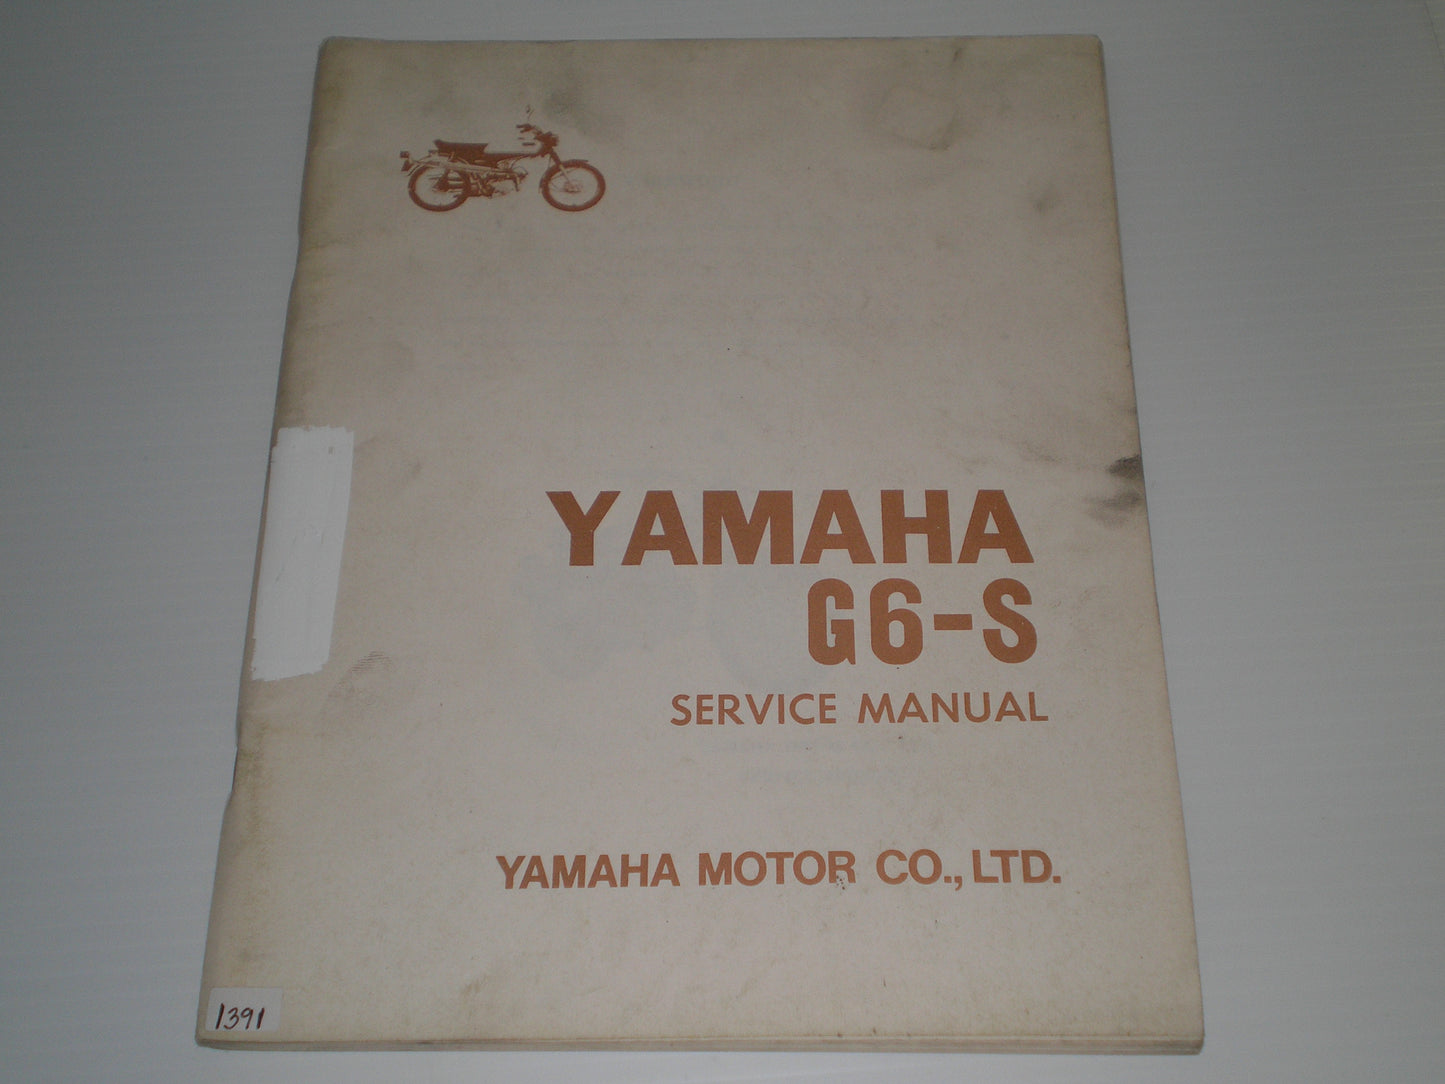 YAMAHA
G6-S
SERVICE MANUAL
YAMAHA MOTOR CO., LTD.
1391